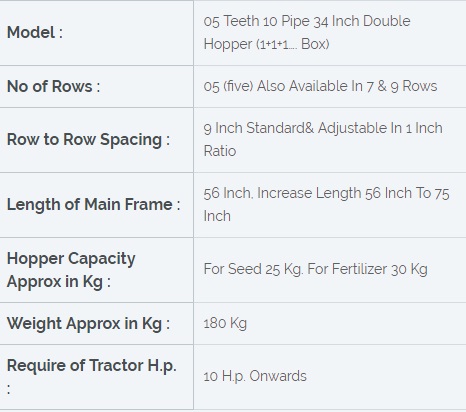 Model :
05 Teeth 10 Pipe 34 Inch Double
Hopper (1+1+1.... Box)
No of Rows :
05 (five) Also Available In 7 & 9 Rows
Row to Row Spacing :
9 Inch Standard& Adjustable In 1 Inch
Ratio
Length of Main Frame :
56 Inch, Increase Length 56 Inch To 75
Inch
Hopper Capacity
Approx in Kg :
For Seed 25 Kg. For Fertilizer 30 Kg
Weight Approx in Kg :
180 Kg
Require of Tractor H.p.
:
10 H.p. Onwards